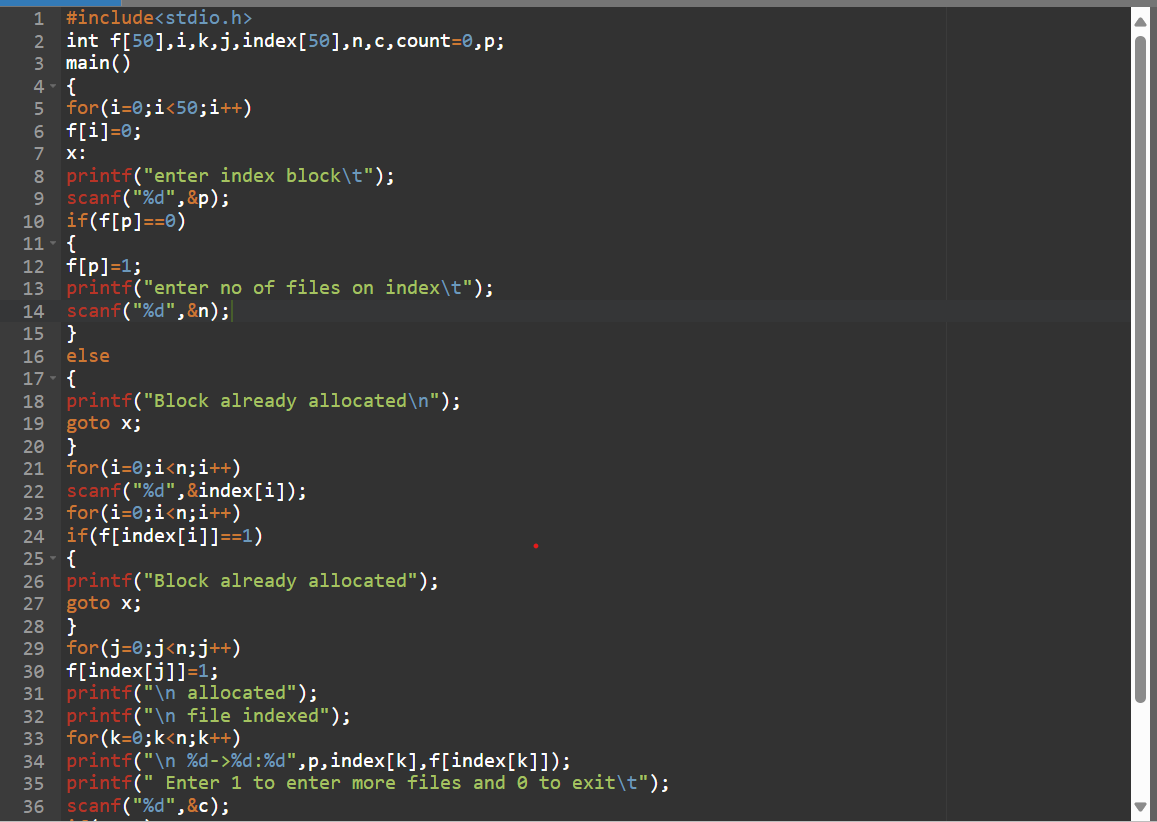 1 #include<stdio.h>
2 int f[50],i,k,j,index[50],n,c,count=0,p;
3 main()
4 {
5 for(i=0;i<50;i++)
6 f[i]=0;
7 x:
8 printf("enter index block\t");
9 scanf("%d",&p);
10 if(f[p]==0)
11 {
12 f[p]=1;
13 printf("enter no of files on index\t");
14 scanf("%d",&n);
15 }
16 else
17 {
18 printf("Block already allocated\n");
19 goto x;
20 }
21 for(i=0;i<n;i++)
22 scanf("%d",&index[i]);
23 for(i=0;i<n;i++)
24 if(f[index[i]]==1)
25 {
26 printf("Block already allocated");
27 goto x;
28 }
29 for(j=0;j<n;j++)
30 f[index[j]]=1;
31 printf("\n allocated");
32 printf("\n file indexed");
33 for(k=0;k<n;k++)
34 printf("\n %d->%d:%d",p,index[k],f[index[k]]);
35 printf(" Enter 1 to enter more files and 0 to exit\t");
36 scanf("%d",&c);